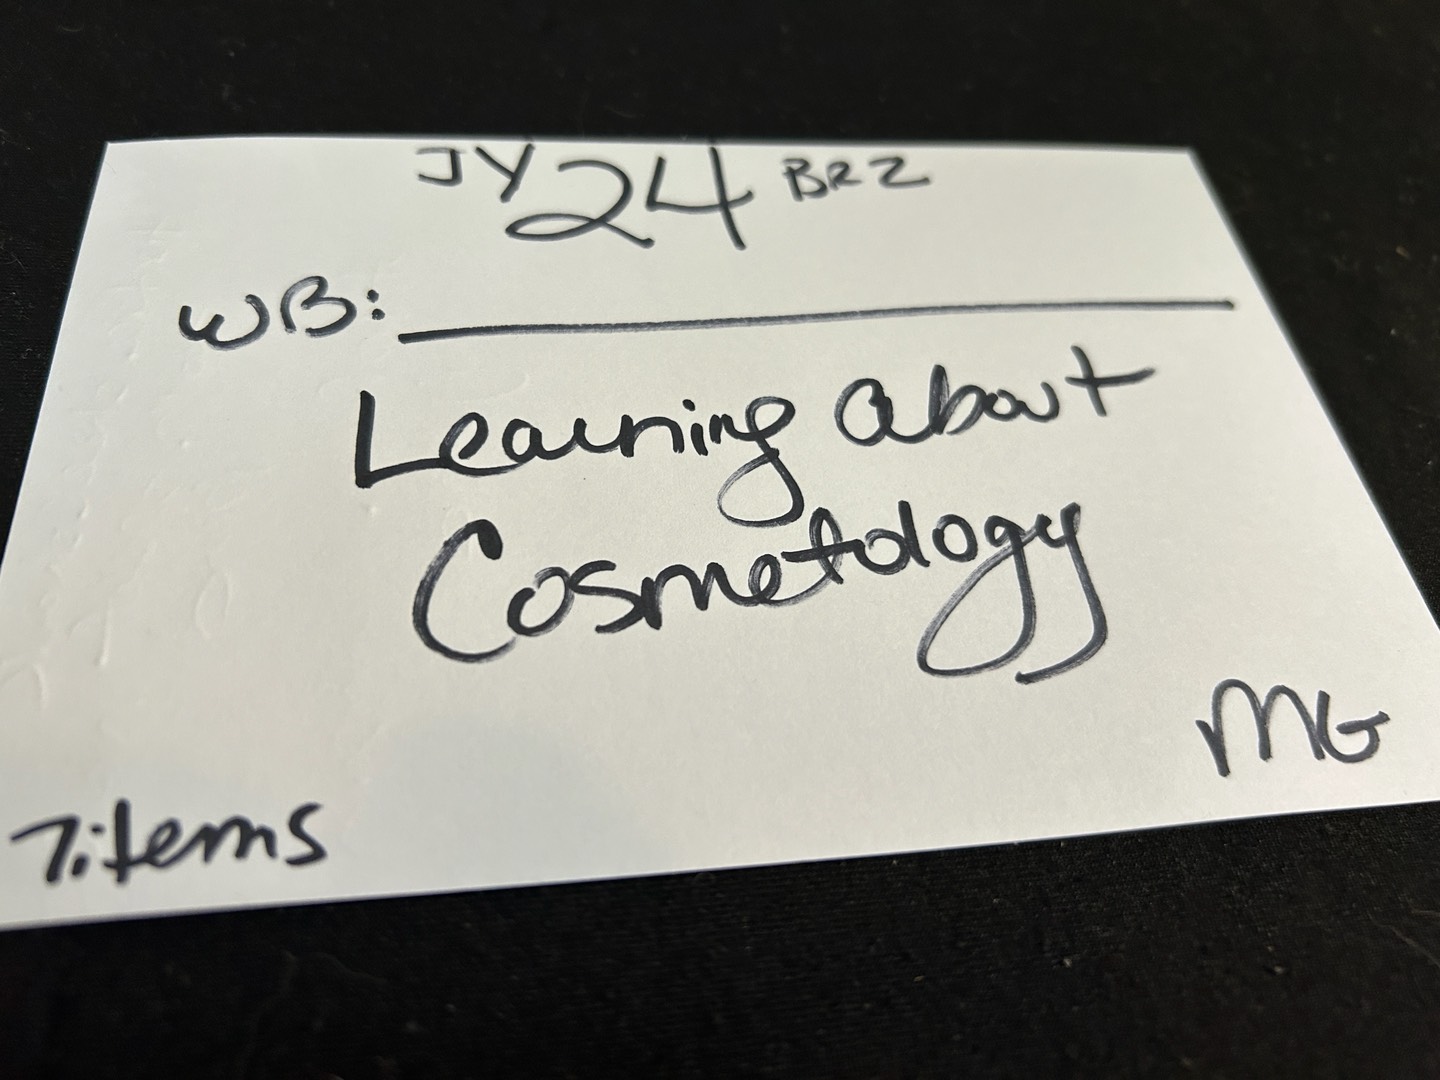 JY 24 BRZ
WB:
Learning About
Cosmetology
MG
7 items